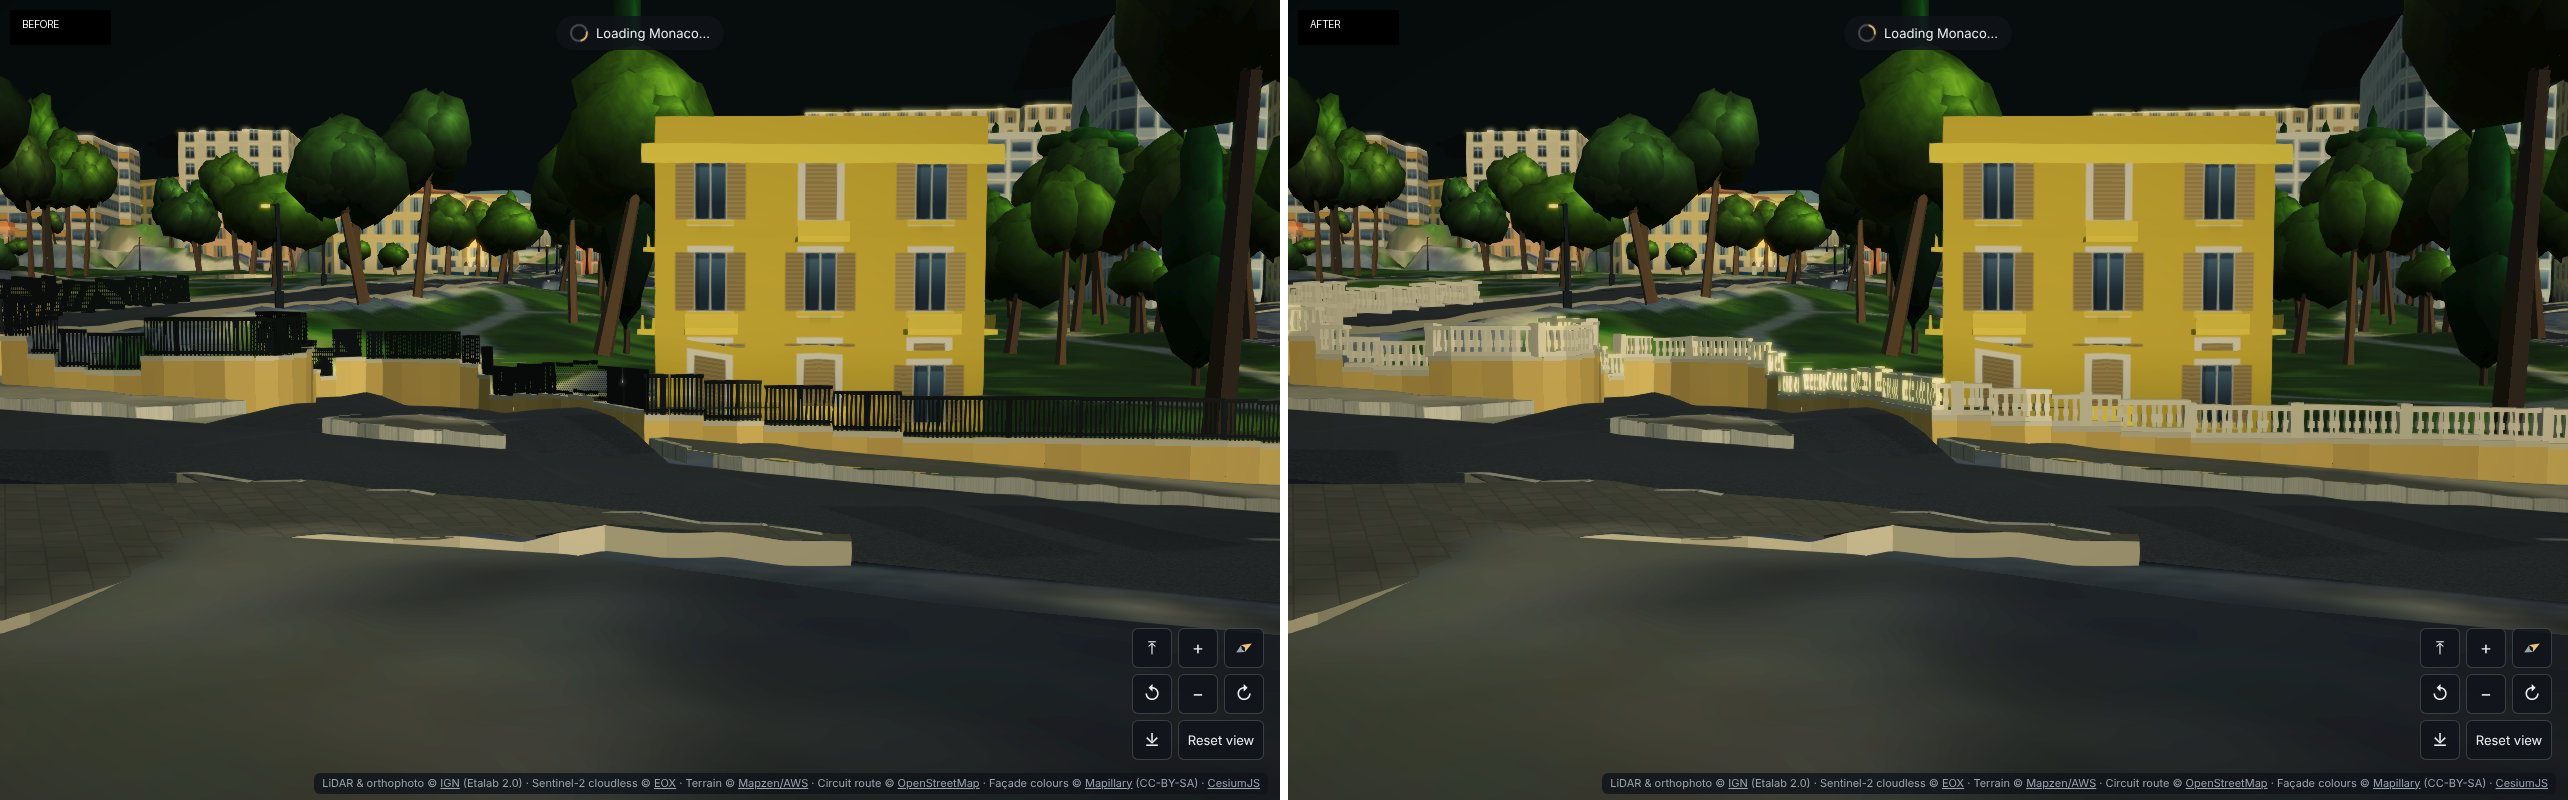 BEFORE
Loading Monaco...
+
−
Reset view
LiDAR & orthophoto © IGN (Etalab 2.0) · Sentinel-2 cloudless © EOX · Terrain © Mapzen/AWS · Circuit route © OpenStreetMap · Façade colours © Mapillary (CC-BY-SA) · CesiumJS
AFTER
Loading Monaco...
+
−
Reset view
LiDAR & orthophoto © IGN (Etalab 2.0) · Sentinel-2 cloudless © EOX · Terrain © Mapzen/AWS · Circuit route © OpenStreetMap · Façade colours © Mapillary (CC-BY-SA) · CesiumJS